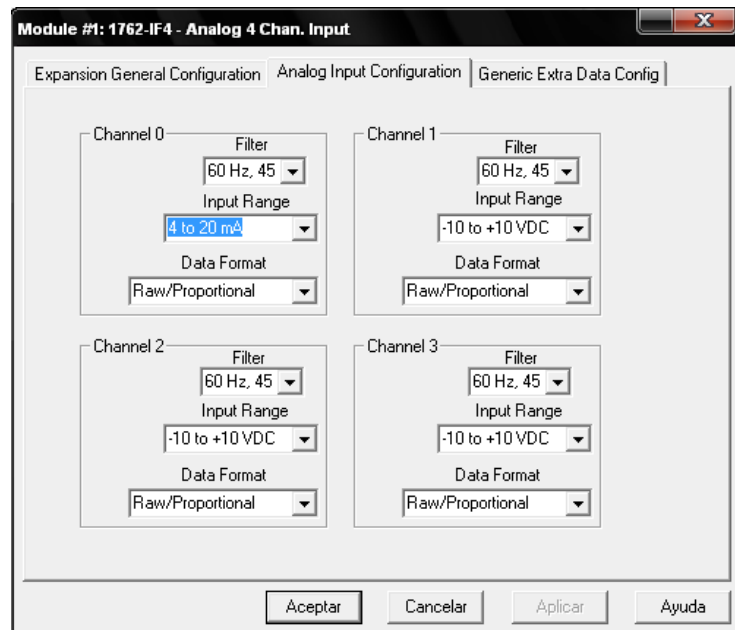 Module #1: 1762-IF4 - Analog 4 Chan. Input
Expansion General Configuration
Analog Input Configuration
Generic Extra Data Config
Channel 0
Filter
60 Hz, 45
Input Range
4 to 20 mA
Data Format
Raw/Proportional
Channel 1
Filter
60 Hz, 45
Input Range
-10 to +10 VDC
Data Format
Raw/Proportional
Channel 2
Filter
60 Hz, 45
Input Range
-10 to +10 VDC
Data Format
Raw/Proportional
Channel 3
Filter
60 Hz, 45
Input Range
-10 to +10 VDC
Data Format
Raw/Proportional
Aceptar
Cancelar
Aplicar
Ayuda